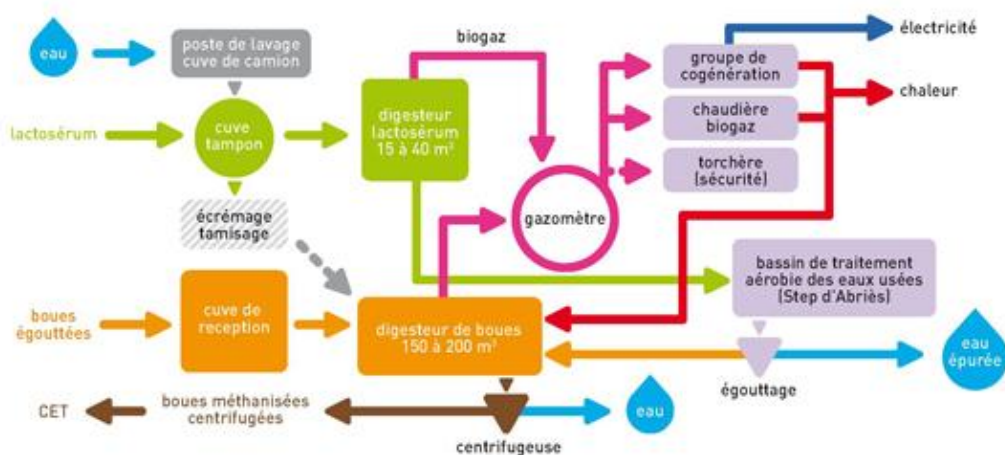 eau
poste de lavage
cuve de camion
biogaz
groupe de
cogénération
électricité
lactosérum
cuve
tampon
digesteur
lactosérum
15 à 40 m³
chaudière
biogaz
chaleur
torchère
(sécurité)
écrémage
tamisage
gazomètre
bassin de traitement
aérobie des eaux usées
(Step d'Abriès)
boues
égouttées
cuve de
reception
digesteur de boues
150 à 200 m³
eau
épurée
égouttage
CET
boues méthanisées
centrifugées
eau
centrifugeuse